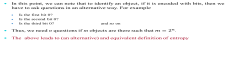 In this point, we can note that to identify an object, if it is encoded with bits, then we
have to ask questions in an alternative way. For example
Is the first bit 0?
Is the second bit 0?
Is the third bit 0? and so on.
Thus, we need n questions if m objects are there such that m = 2ⁿ.
The above leads to (an alternative) and equivalent definition of entropy